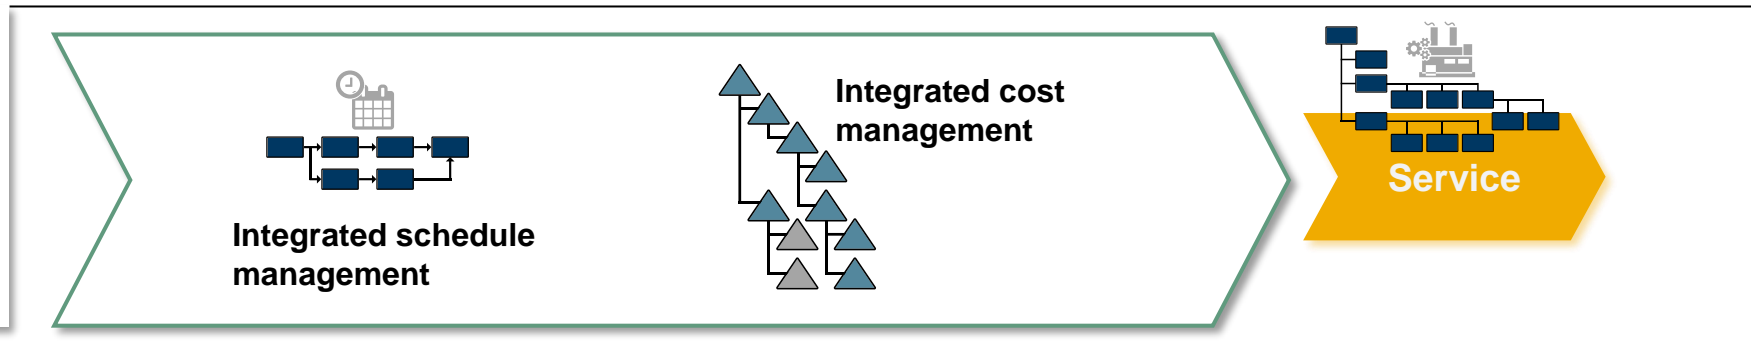 Integrated schedule
management
Integrated cost
management
Service